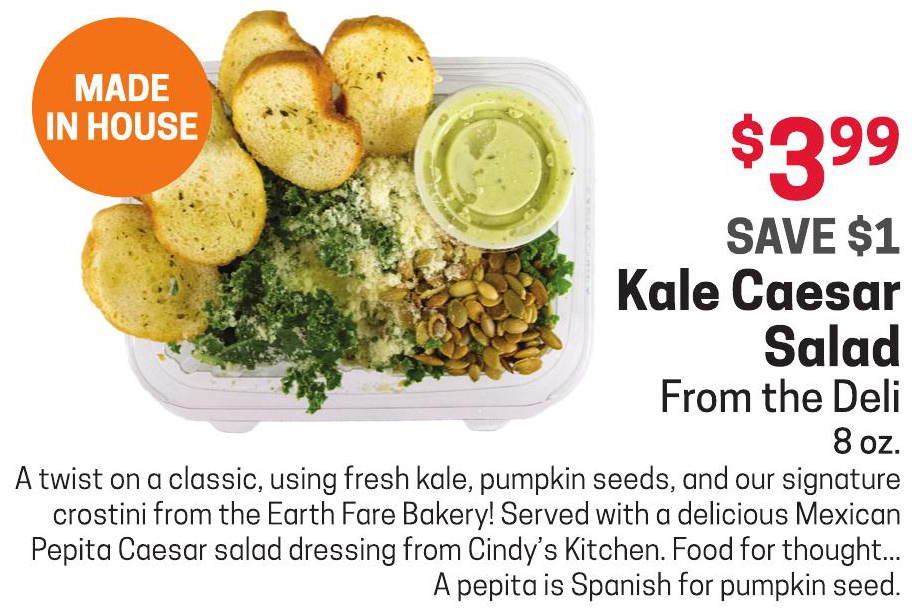 MADE
IN HOUSE
$3.99
SAVE $1
Kale Caesar
Salad
From the Deli
8 oz.
A twist on a classic, using fresh kale, pumpkin seeds, and our signature
crostini from the Earth Fare Bakery! Served with a delicious Mexican
Pepita Caesar salad dressing from Cindy's Kitchen. Food for thought...
A pepita is Spanish for pumpkin seed.